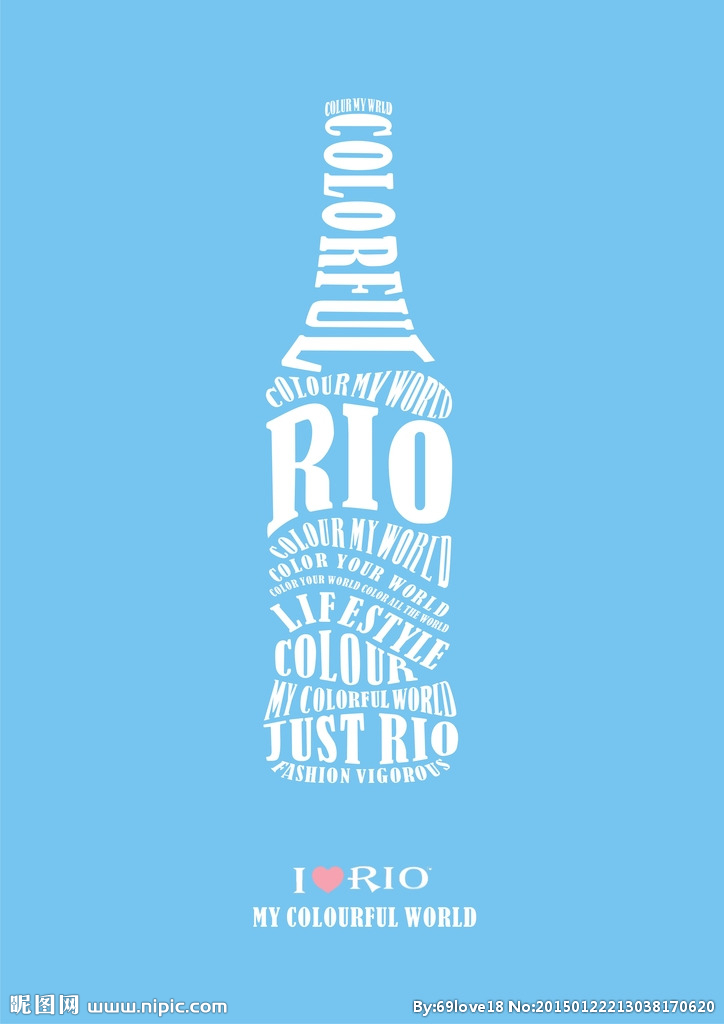 COLUR MY WRLD
COLORFUL
COLOUR MY WORLD
RIO
COLOUR MY WORLD
COLOR YOUR WORLD
COLOR YOUR WORLD COLOR ALL THE WORLD
LIFESTYLE
COLOUR
MY COLORFUL WORLD
JUST RIO
FASHION VIGOROUS
I ♥ RIO
MY COLOURFUL WORLD
昵图网 www.nipic.com
By:69love18 No:20150122213038170620